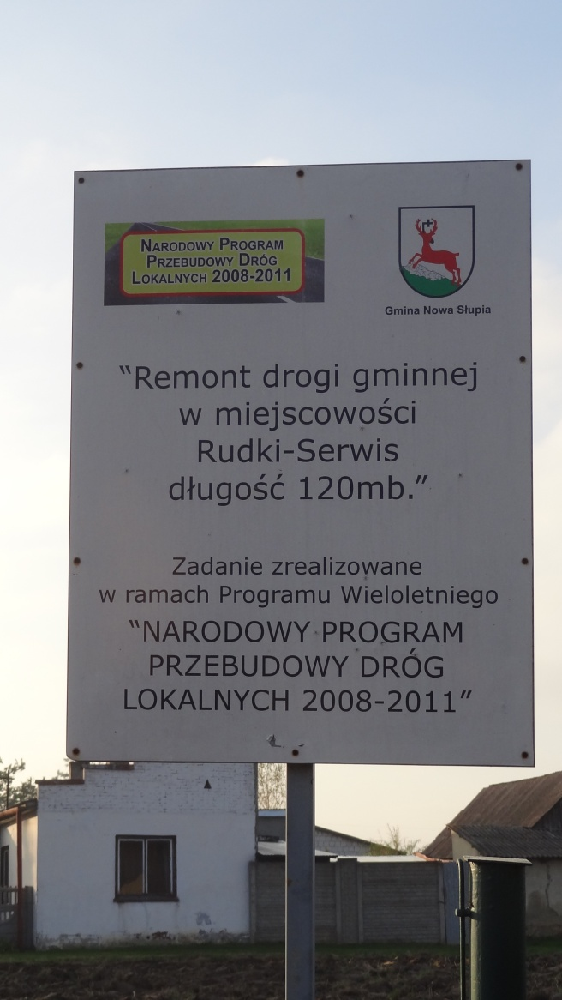 NARODOWY PROGRAM
PRZEBUDOWY DRÓG
LOKALNYCH 2008-2011
Gmina Nowa Słupia
“Remont drogi gminnej
w miejscowości
Rudki-Serwis
długość 120mb.”
Zadanie zrealizowane
w ramach Programu Wieloletniego
“NARODOWY PROGRAM
PRZEBUDOWY DRÓG
LOKALNYCH 2008-2011”